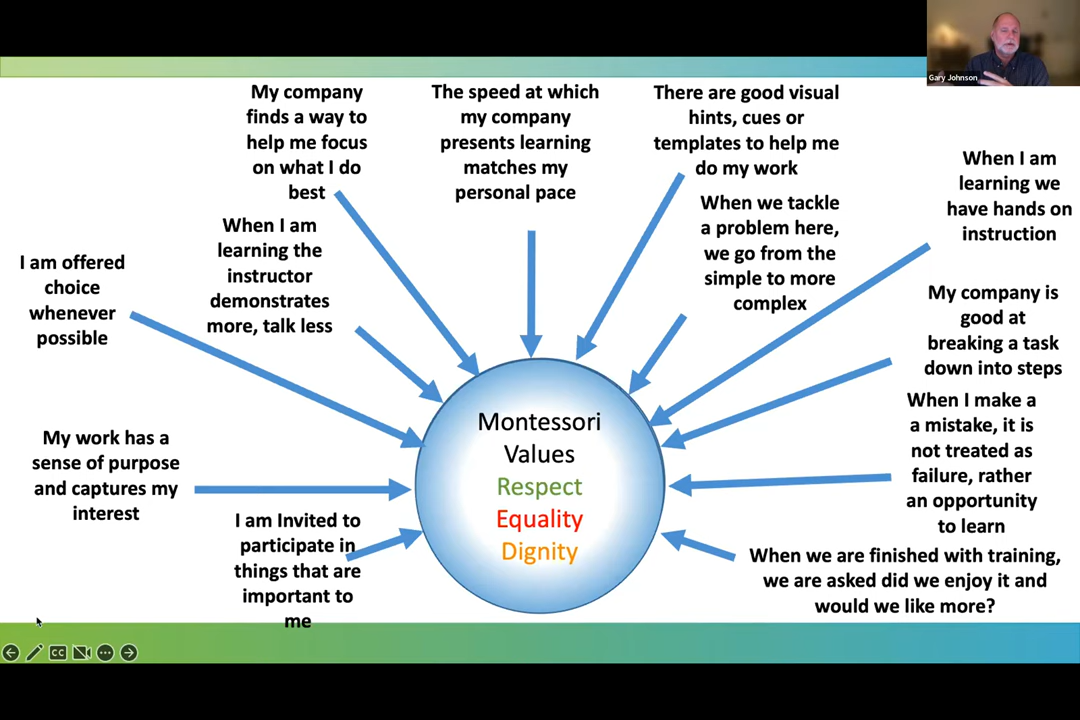 Gary Johnson
My company
finds a way to
help me focus
on what I do
best
The speed at which
my company
presents learning
matches my
personal pace
There are good visual
hints, cues or
templates to help me
do my work
When I am
learning we
have hands on
instruction
When we tackle
a problem here,
we go from the
simple to more
complex
When I am
learning the
instructor
demonstrates
more, talk less
I am offered
choice
whenever
possible
My company is
good at
breaking a task
down into steps
When I make a
a mistake, it is
not treated as
failure, rather
an opportunity
to learn
My work has a
sense of purpose
and captures my
interest
Montessori
Values
Respect
Equality
Dignity
I am Invited to
participate in
things that are
important to
me
When we are finished with training,
we are asked did we enjoy it and
would we like more?
CC